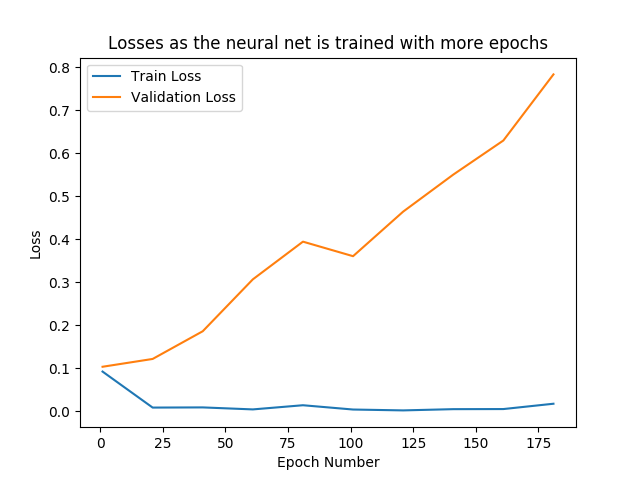 Losses as the neural net is trained with more epochs
Train Loss
Validation Loss
0.8
0.7
0.6
0.5
0.4
0.3
0.2
0.1
0.0
Loss
0 25 50 75 100 125 150 175
Epoch Number